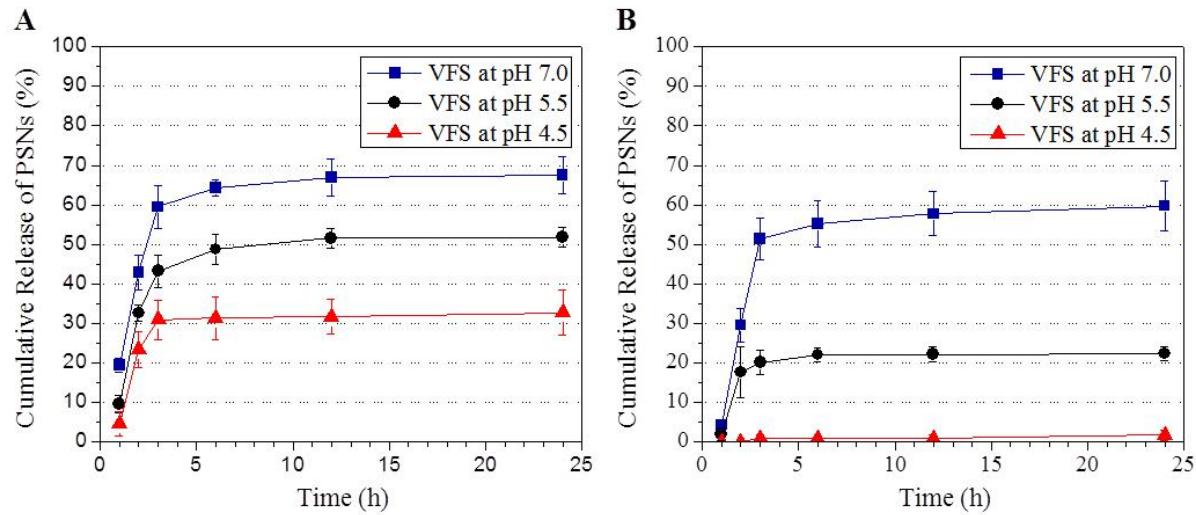 A
Cumulative Release of PSNs (%)
100
90
80
70
60
50
40
30
20
10
0
VFS at pH 7.0
VFS at pH 5.5
VFS at pH 4.5
0 5 10 15 20 25
Time (h)
B
Cumulative Release of PSNs (%)
100
90
80
70
60
50
40
30
20
10
0
VFS at pH 7.0
VFS at pH 5.5
VFS at pH 4.5
0 5 10 15 20 25
Time (h)